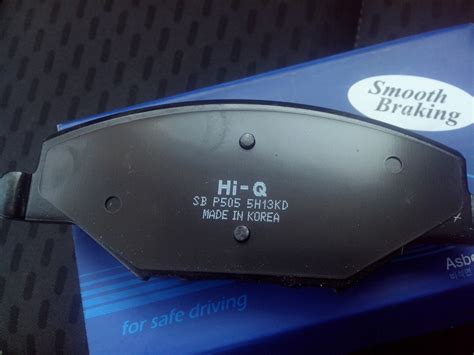 Smooth
Braking
Hi-Q
SB P505 5H13KD
MADE IN KOREA
for safe driving